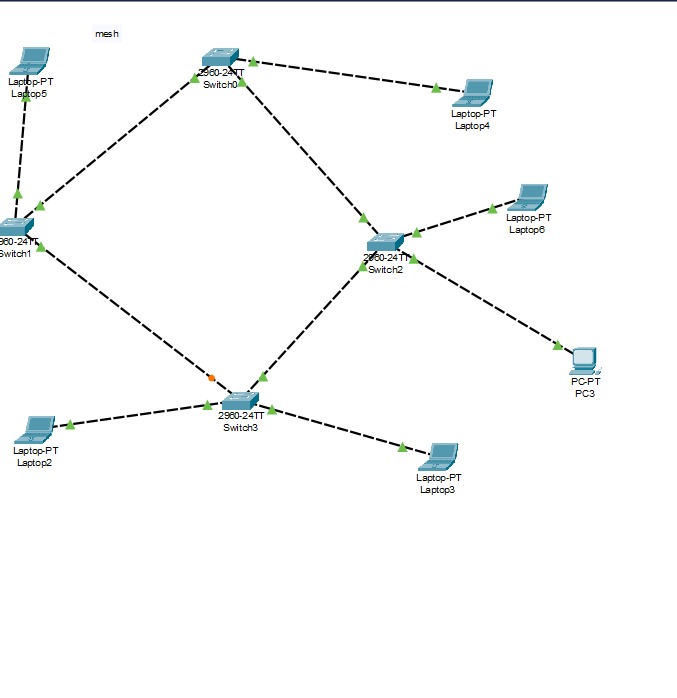 mesh
Laptop-PT
Laptop5
2960-24TT
Switch0
Laptop-PT
Laptop4
Laptop-PT
Laptop6
960-24TT
Switch1
2960-24TT
Switch2
PC-PT
PC3
2960-24TT
Switch3
Laptop-PT
Laptop2
Laptop-PT
Laptop3